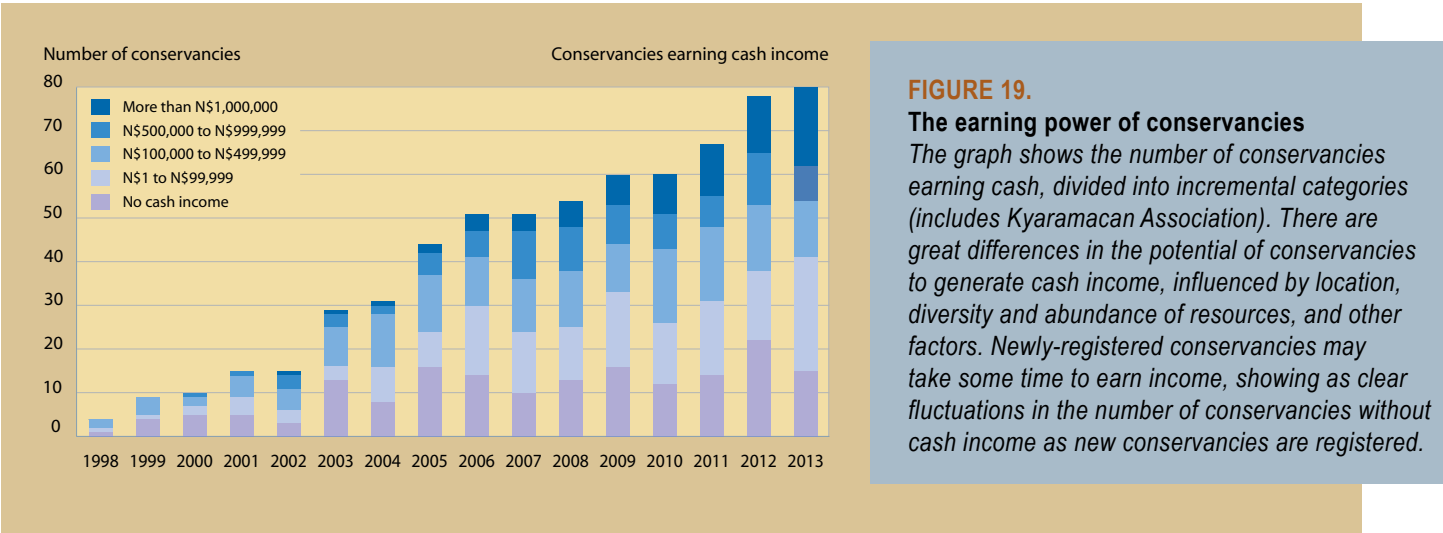 Number of conservancies
Conservancies earning cash income
80
70
60
50
40
30
20
10
0
More than N$1,000,000
N$500,000 to N$999,999
N$100,000 to N$499,999
N$1 to N$99,999
No cash income
1998 1999 2000 2001 2002 2003 2004 2005 2006 2007 2008 2009 2010 2011 2012 2013
FIGURE 19.
The earning power of conservancies
The graph shows the number of conservancies
earning cash, divided into incremental categories
(includes Kyaramacan Association). There are
great differences in the potential of conservancies
to generate cash income, influenced by location,
diversity and abundance of resources, and other
factors. Newly-registered conservancies may
take some time to earn income, showing as clear
fluctuations in the number of conservancies without
cash income as new conservancies are registered.